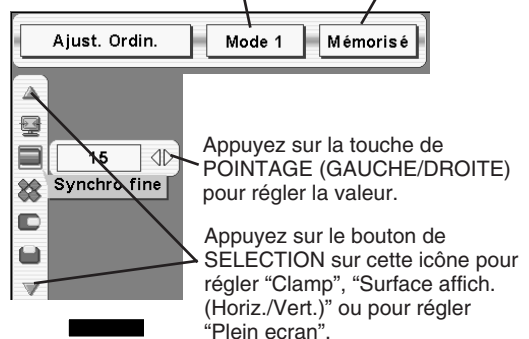 Ajust. Ordin. Mode 1 Mémorisé
15
Synchro fine
Appuyez sur la touche de
POINTAGE (GAUCHE/DROITE)
pour régler la valeur.
Appuyez sur le bouton de
SELECTION sur cette icône pour
régler “Clamp”, “Surface affich.
(Horiz./Vert.)” ou pour régler
“Plein ecran”.